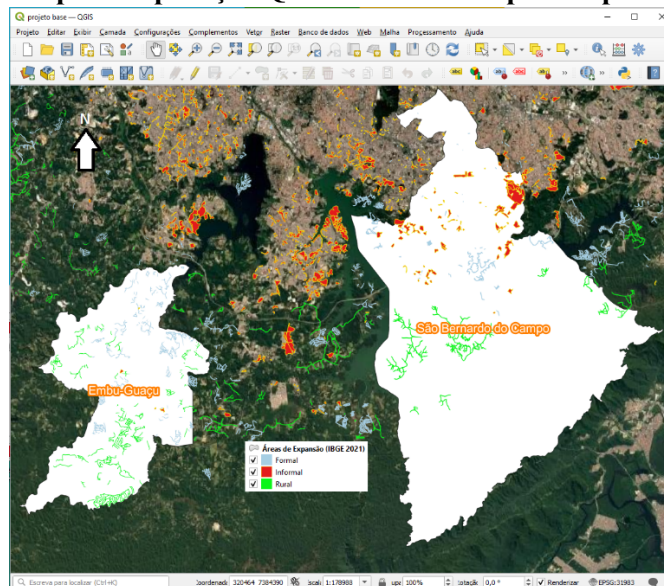 projeto base — QGIS
Projeto Editar Exibir Camada Configurações Complementos Vetor Raster Banco de dados Web Malha Processamento Ajuda
N
São Bernardo do Campo
Embu-Guaçu
Áreas de Expansão (IBGE 2021)
Formal
Informal
Rural
Escreva para localizar (Ctrl+K) 320464 7384390 1:178988 100% 0,0 ° Renderizar EPSG:31983